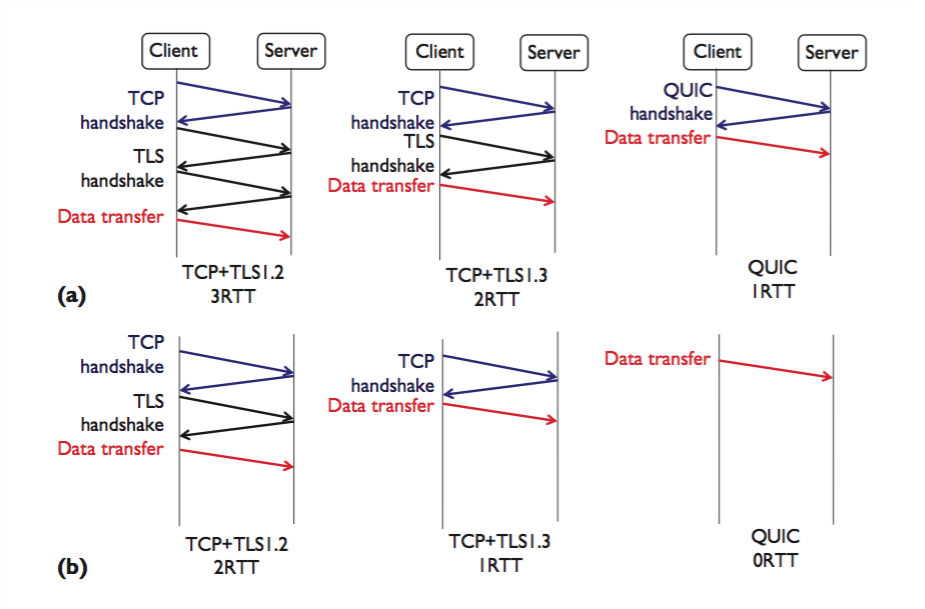 Client
Server
TCP
handshake
TLS
handshake
Data transfer
TCP+TLS1.2
3RTT
Client
Server
TCP
handshake
TLS
handshake
Data transfer
TCP+TLS1.3
2RTT
Client
Server
QUIC
handshake
Data transfer
QUIC
1RTT
(a)
TCP
handshake
TLS
handshake
Data transfer
TCP+TLS1.2
2RTT
TCP
handshake
Data transfer
TCP+TLS1.3
1RTT
Data transfer
QUIC
0RTT
(b)